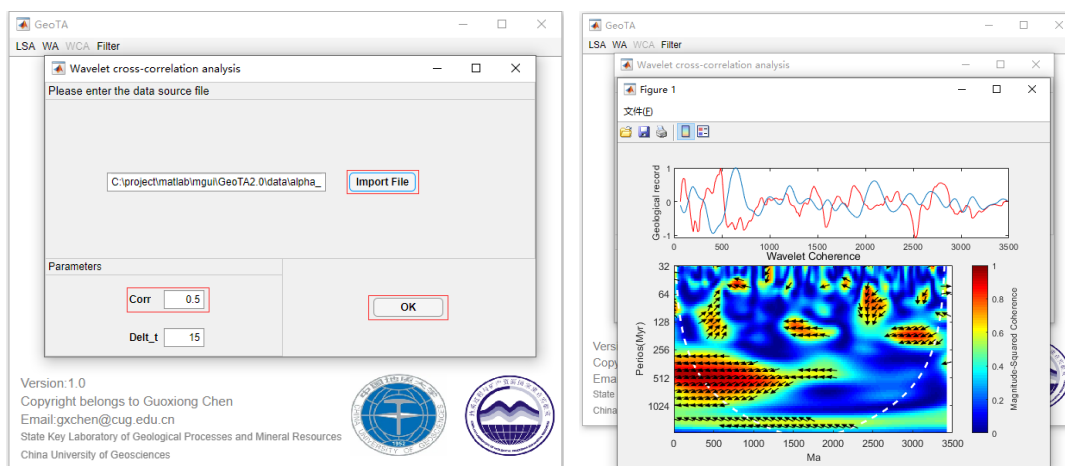 GeoTA
LSA WA WCA Filter
Wavelet cross-correlation analysis
Please enter the data source file
C:\project\matlab\mgui\GeoTA2.0\data\alpha_
Import File
Parameters
Corr 0.5
Delt_t 15
OK
Version:1.0
Copyright belongs to Guoxiong Chen
Email:gxchen@cug.edu.cn
State Key Laboratory of Geological Processes and Mineral Resources
China University of Geosciences
1952
GeoTA
LSA WA WCA Filter
Wavelet cross-correlation analysis
Figure 1
文件(F)
Geological record
1
0
-1
0 500 1000 1500 2000 2500 3000 3500
Wavelet Coherence
Perios(Myr)
32
64
128
256
512
1024
0 500 1000 1500 2000 2500 3000 3500
Ma
1
0.8
0.6
0.4
0.2
0
Magnitude-Squared Coherence
Versi
Copy
Ema
State
China